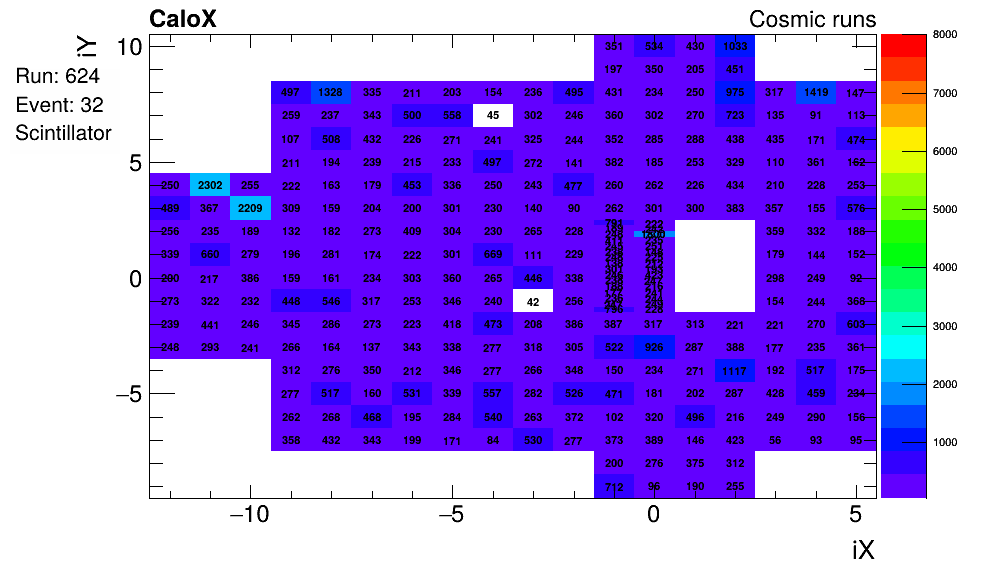 CaloX
Cosmic runs
iY
Run: 624
Event: 32
Scintillator
10 351 534 430 1033 8000
197 350 205 451
497 1328 335 211 203 154 236 495 431 234 250 975 317 1419 147 7000
259 237 343 500 558 45 302 246 360 302 270 723 135 91 113
107 508 432 226 271 241 325 244 352 285 288 438 435 171 474 6000
5 211 194 239 215 233 497 272 141 382 185 253 329 110 361 162
250 2302 255 222 163 179 453 336 250 243 477 260 262 226 434 210 228 253
489 367 2209 309 159 204 200 301 230 140 90 262 301 300 383 357 155 576 5000
256 235 189 132 182 273 409 304 230 265 228 359 332 188
339 660 279 196 281 174 222 301 669 111 229 179 144 152 4000
0 200 217 386 159 161 234 303 360 265 446 338 298 249 92
273 322 232 448 546 317 253 346 240 42 256 154 244 368
239 441 246 345 286 273 223 418 473 208 386 387 317 313 221 221 270 603 3000
248 293 241 266 164 137 343 338 277 318 305 522 926 287 388 177 235 361
312 276 350 212 346 277 266 348 150 234 271 1117 192 517 175 2000
−5 277 517 160 531 339 557 282 526 471 181 202 287 428 459 234
262 268 468 195 284 540 263 372 102 320 495 216 249 290 156
358 432 343 199 171 84 530 277 373 389 146 423 56 93 95 1000
200 276 375 312
712 96 190 255
−10 −5 0 5
iX